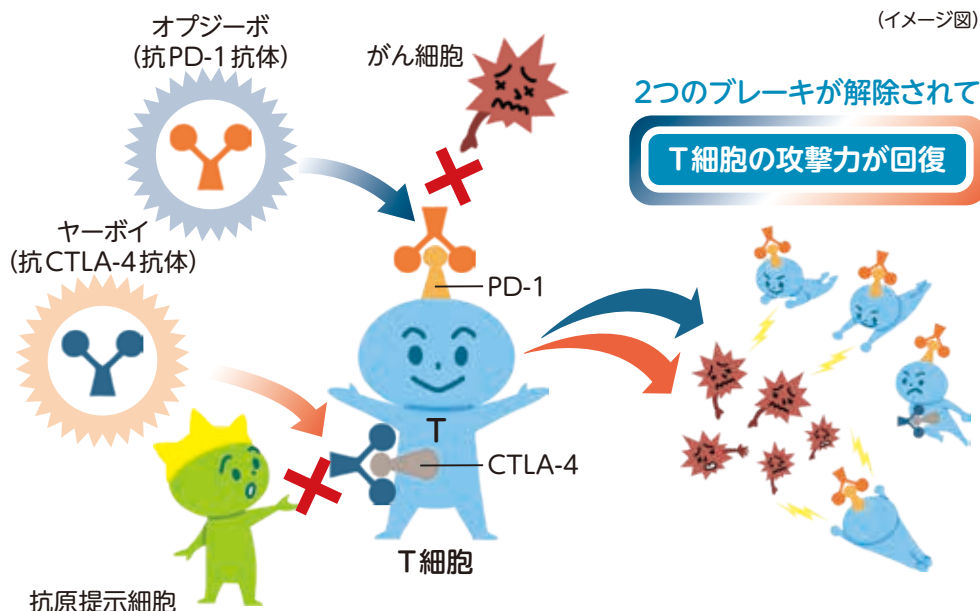 (イメージ図)
オプジーボ
(抗PD-1抗体)
がん細胞
2つのブレーキが解除されて
T細胞の攻撃力が回復
ヤーボイ
(抗CTLA-4抗体)
PD-1
T
CTLA-4
T細胞
抗原提示細胞